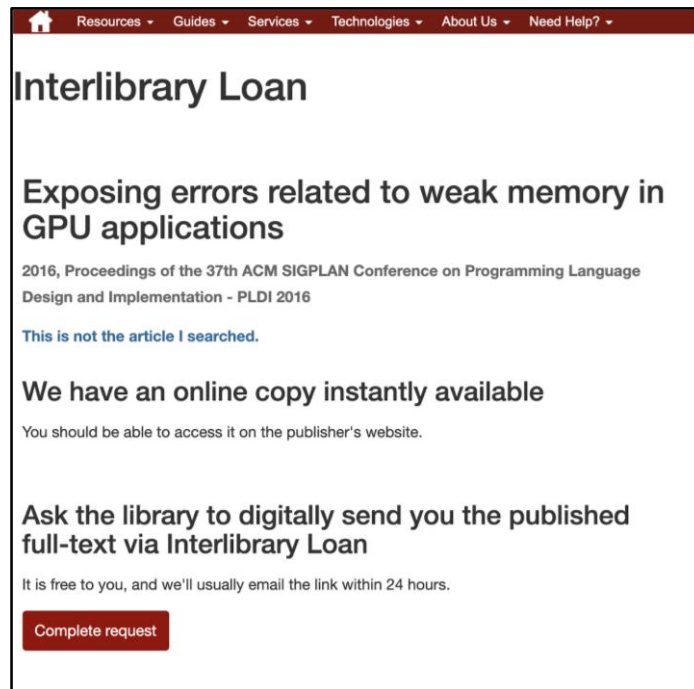 Resources Guides Services Technologies About Us Need Help?
Interlibrary Loan
Exposing errors related to weak memory in
GPU applications
2016, Proceedings of the 37th ACM SIGPLAN Conference on Programming Language
Design and Implementation - PLDI 2016
This is not the article I searched.
We have an online copy instantly available
You should be able to access it on the publisher's website.
Ask the library to digitally send you the published
full-text via Interlibrary Loan
It is free to you, and we'll usually email the link within 24 hours.
Complete request